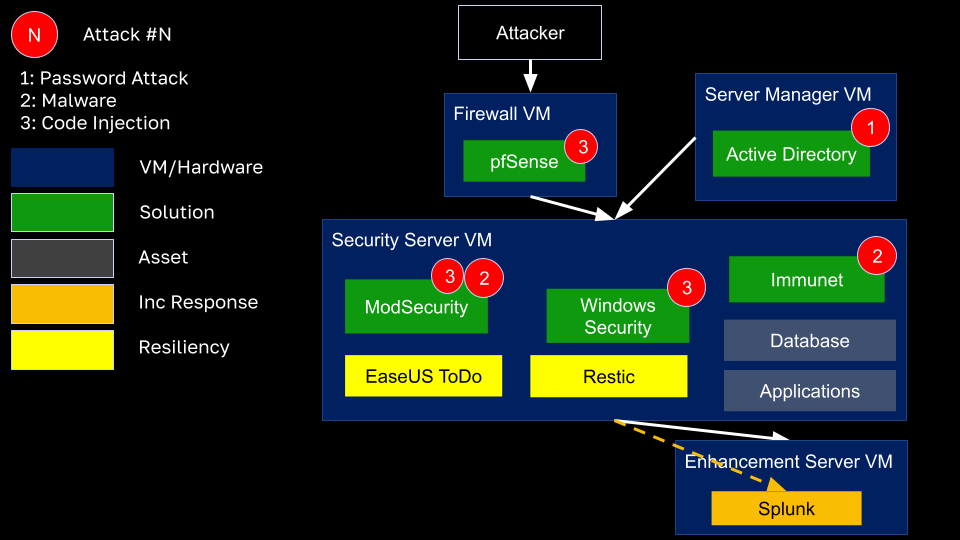 N Attack #N
1: Password Attack
2: Malware
3: Code Injection
VM/Hardware
Solution
Asset
Inc Response
Resiliency
Attacker
Firewall VM
pfSense
3
Server Manager VM
Active Directory
1
Security Server VM
ModSecurity
3
2
Windows
Security
3
Immunet
2
EaseUS ToDo
Restic
Database
Applications
Enhancement Server VM
Splunk